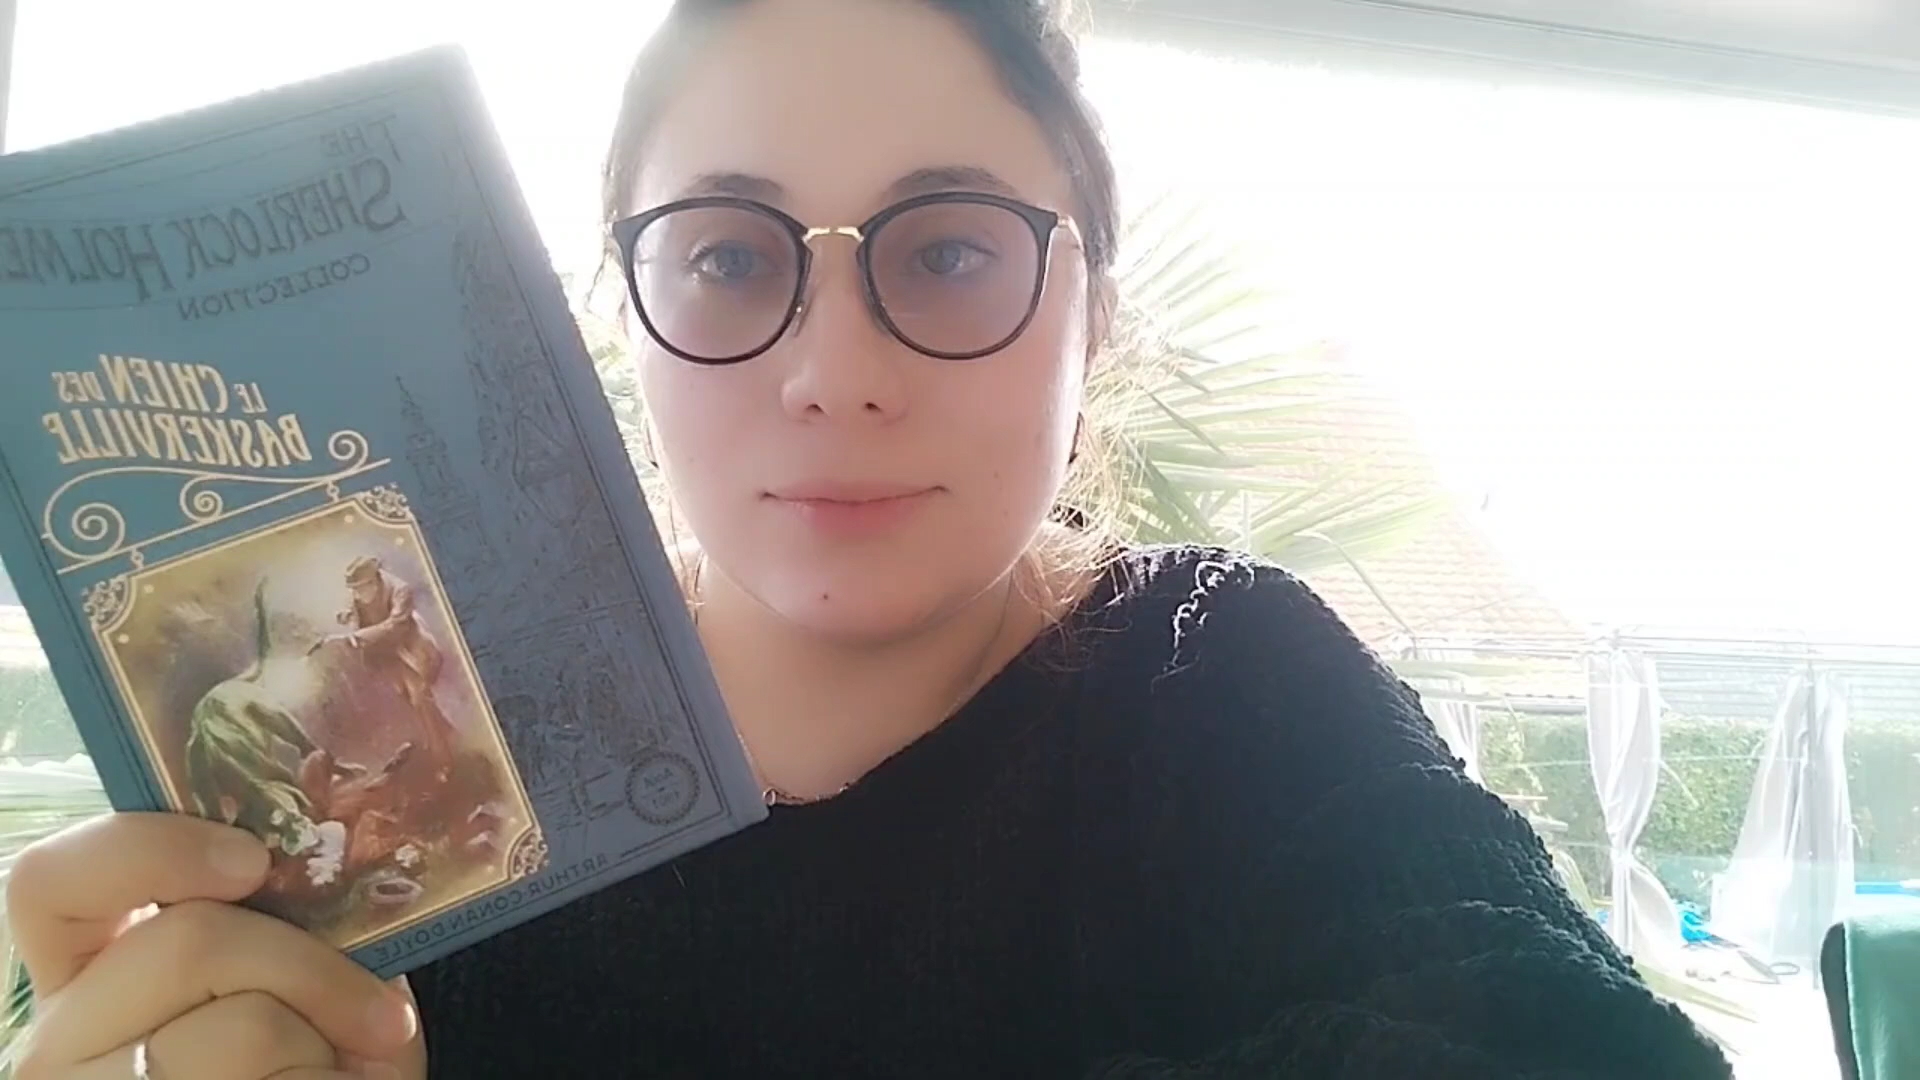 THE
SHERLOCK HOLME
COLLECTION
LE CHIEN DES
BASKERVILLE
ARTHUR CONAN DOYLE